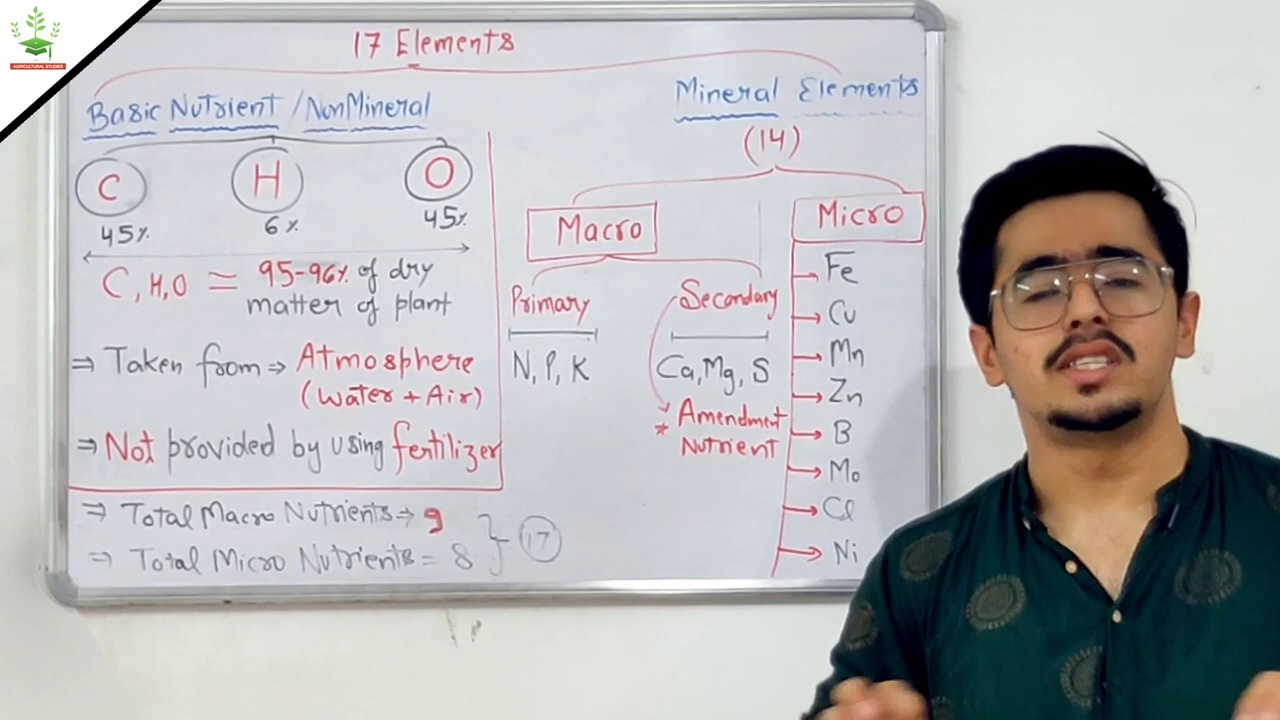 AGRICULTURAL STUDIES
17 Elements
Basic Nutrient / NonMineral
C
H
O
45%
6%
45%
C, H, O = 95-96% of dry
matter of plant
⇒ Taken from → Atmosphere
(Water + Air)
⇒ Not provided by using fertilizer
⇒ Total Macro Nutrients → 9
⇒ Total Micro Nutrients = 8
17
Mineral Elements
(14)
Macro
Primary
N, P, K
Secondary
Ca, Mg, S
* Amendment
Nutrient
Micro
Fe
Cu
Mn
Zn
B
Mo
Cl
Ni